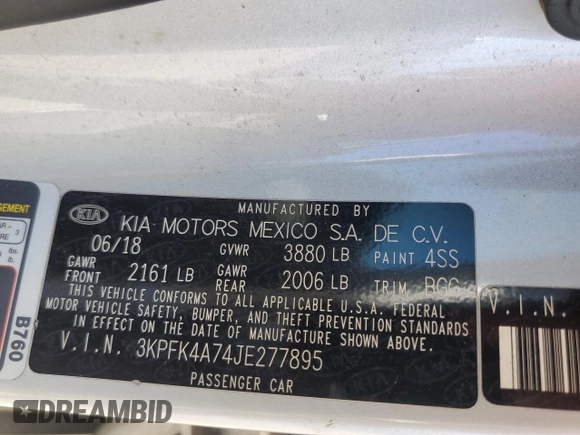 MANUFACTURED BY
KIA
KIA MOTORS MEXICO S.A. DE C.V.
06/18 GVWR 3880 LB PAINT 4SS
GAWR FRONT 2161 LB GAWR REAR 2006 LB TRIM BGG
THIS VEHICLE CONFORMS TO ALL APPLICABLE U.S.A. FEDERAL
MOTOR VEHICLE SAFETY, BUMPER, AND THEFT PREVENTION STANDARDS
IN EFFECT ON THE DATE OF MANUFACTURE SHOWN ABOVE.
V.I.N. 3KPFK4A74JE277895
PASSENGER CAR
V.I.N.
B760
DREAMBID